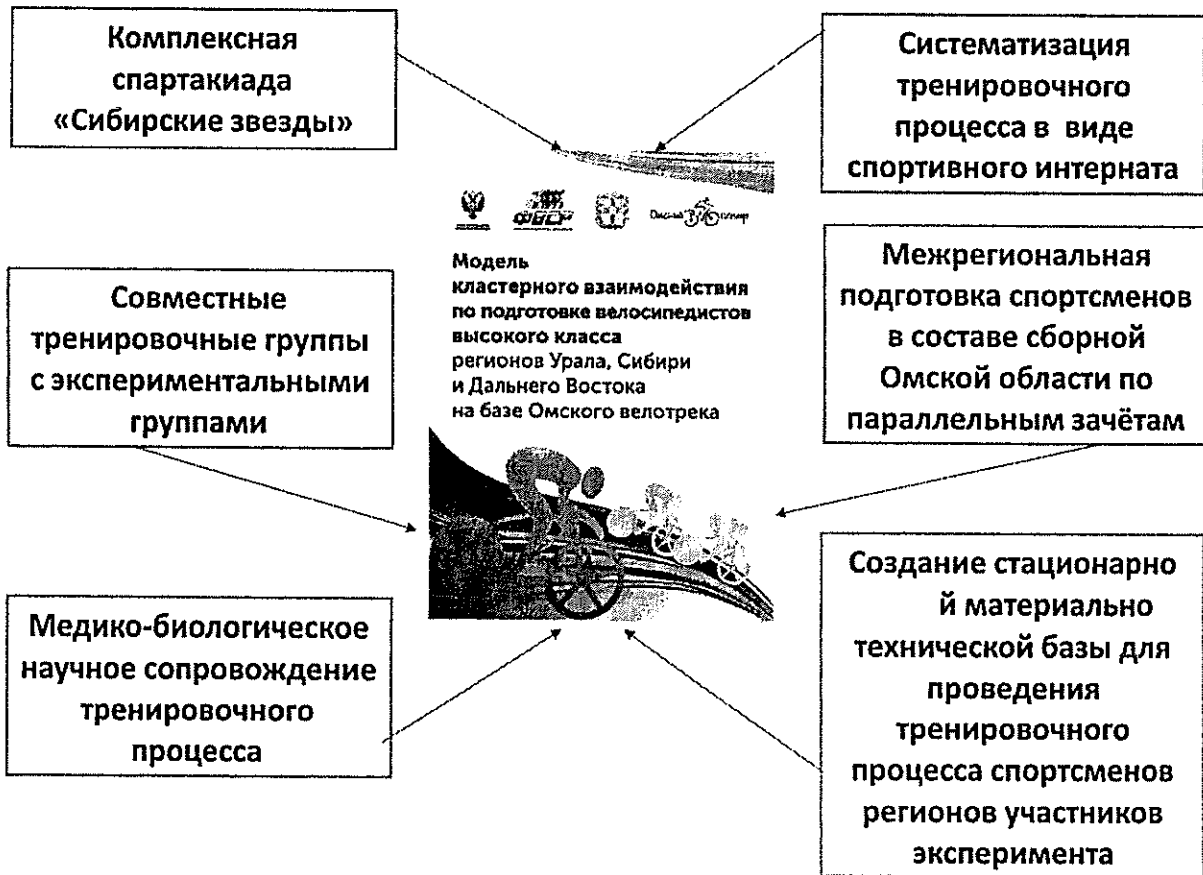 Комплексная
спартакиада
«Сибирские звезды»
Систематизация
тренировочного
процесса в виде
спортивного интерната
ФВСР
Омский велотрек
Модель
кластерного взаимодействия
по подготовке велосипедистов
высокого класса
регионов Урала, Сибири
и Дальнего Востока
на базе Омского велотрека
Совместные
тренировочные группы
с экспериментальными
группами
Межрегиональная
подготовка спортсменов
в составе сборной
Омской области по
параллельным зачётам
Медико-биологическое
научное сопровождение
тренировочного
процесса
Создание стационарно
й материально
технической базы для
проведения
тренировочного
процесса спортсменов
регионов участников
эксперимента